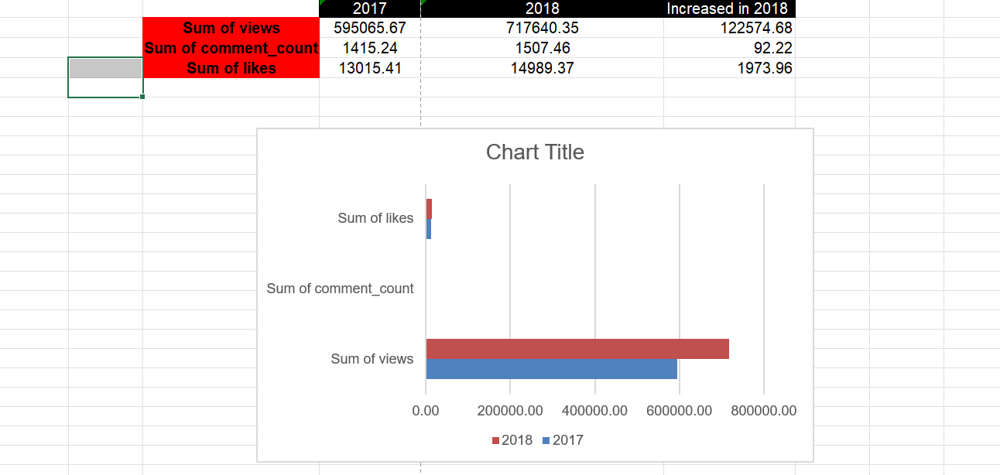 2017 2018 Increased in 2018
Sum of views 595065.67 717640.35 122574.68
Sum of comment_count 1415.24 1507.46 92.22
Sum of likes 13015.41 14989.37 1973.96
Chart Title
Sum of likes
Sum of comment_count
Sum of views
0.00 200000.00 400000.00 600000.00 800000.00
2018 2017